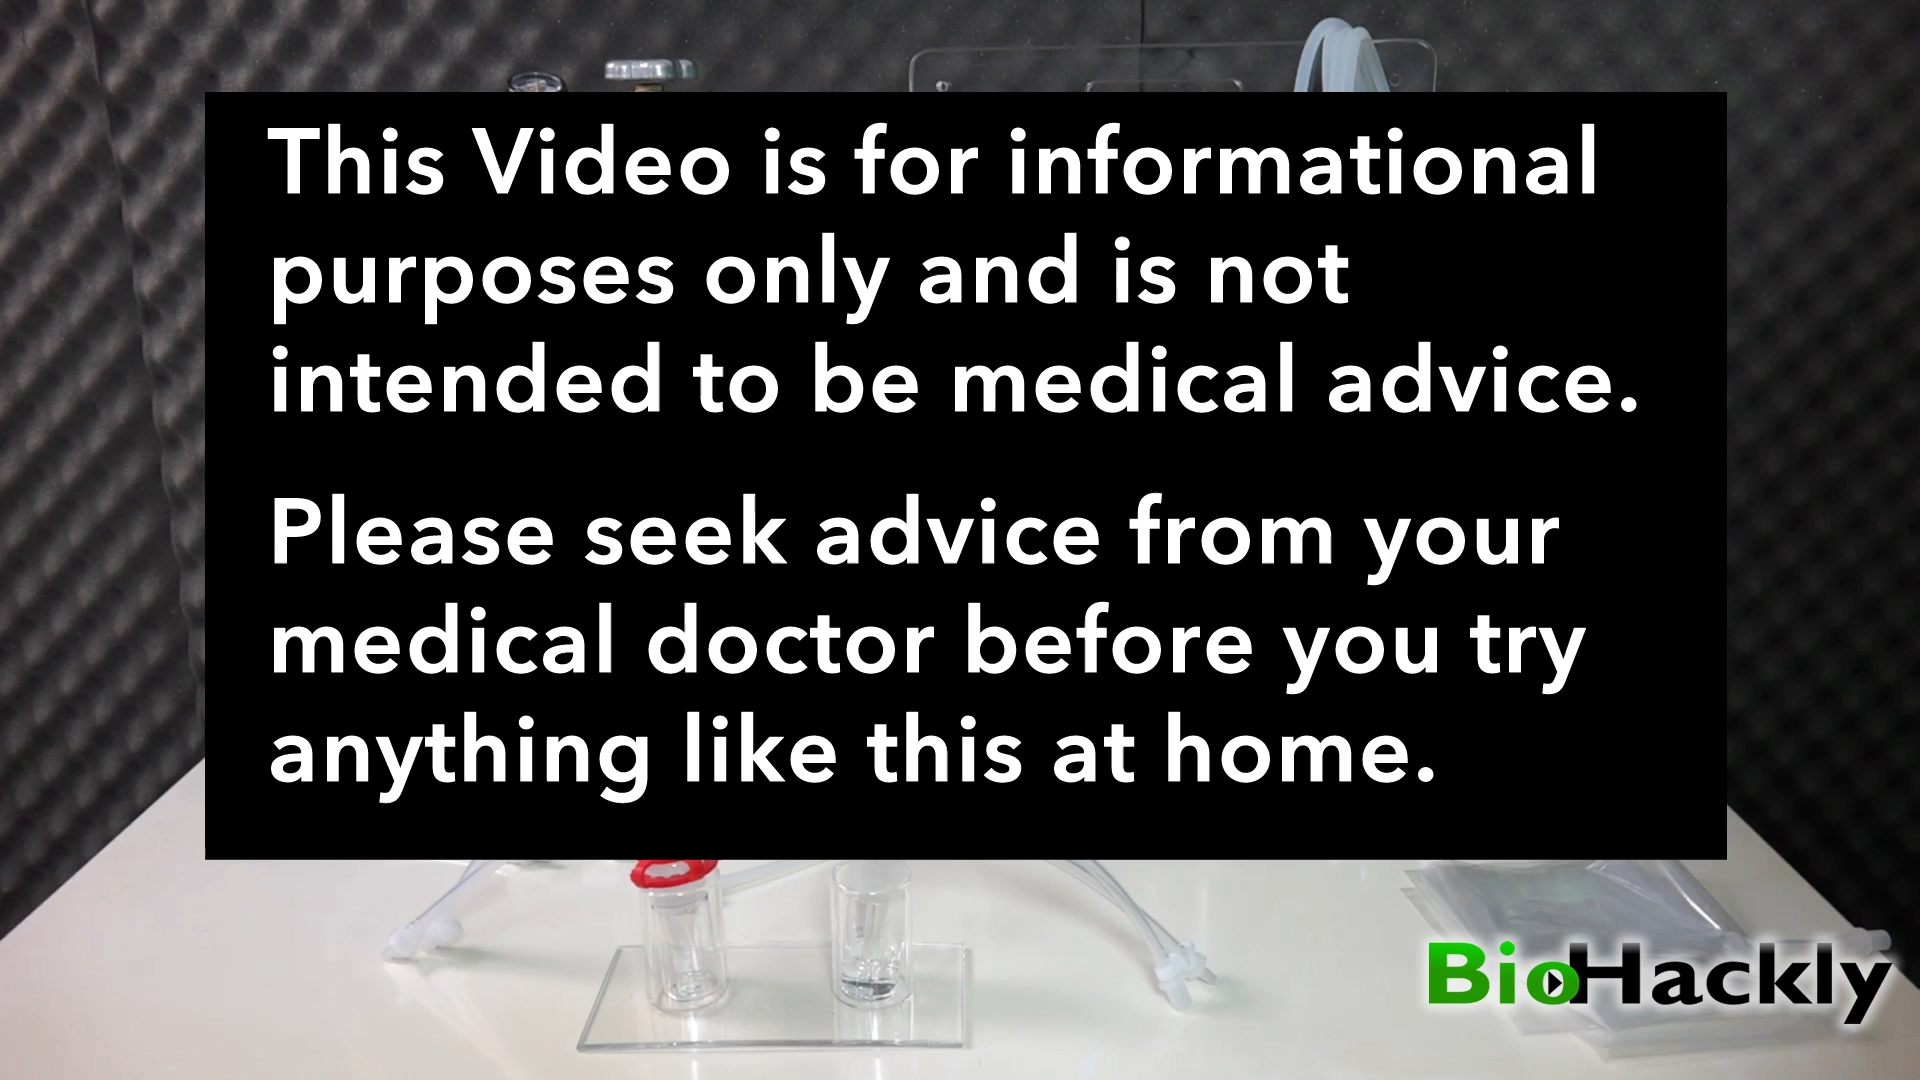 This Video is for informational
purposes only and is not
intended to be medical advice.
Please seek advice from your
medical doctor before you try
anything like this at home.
BioHackly